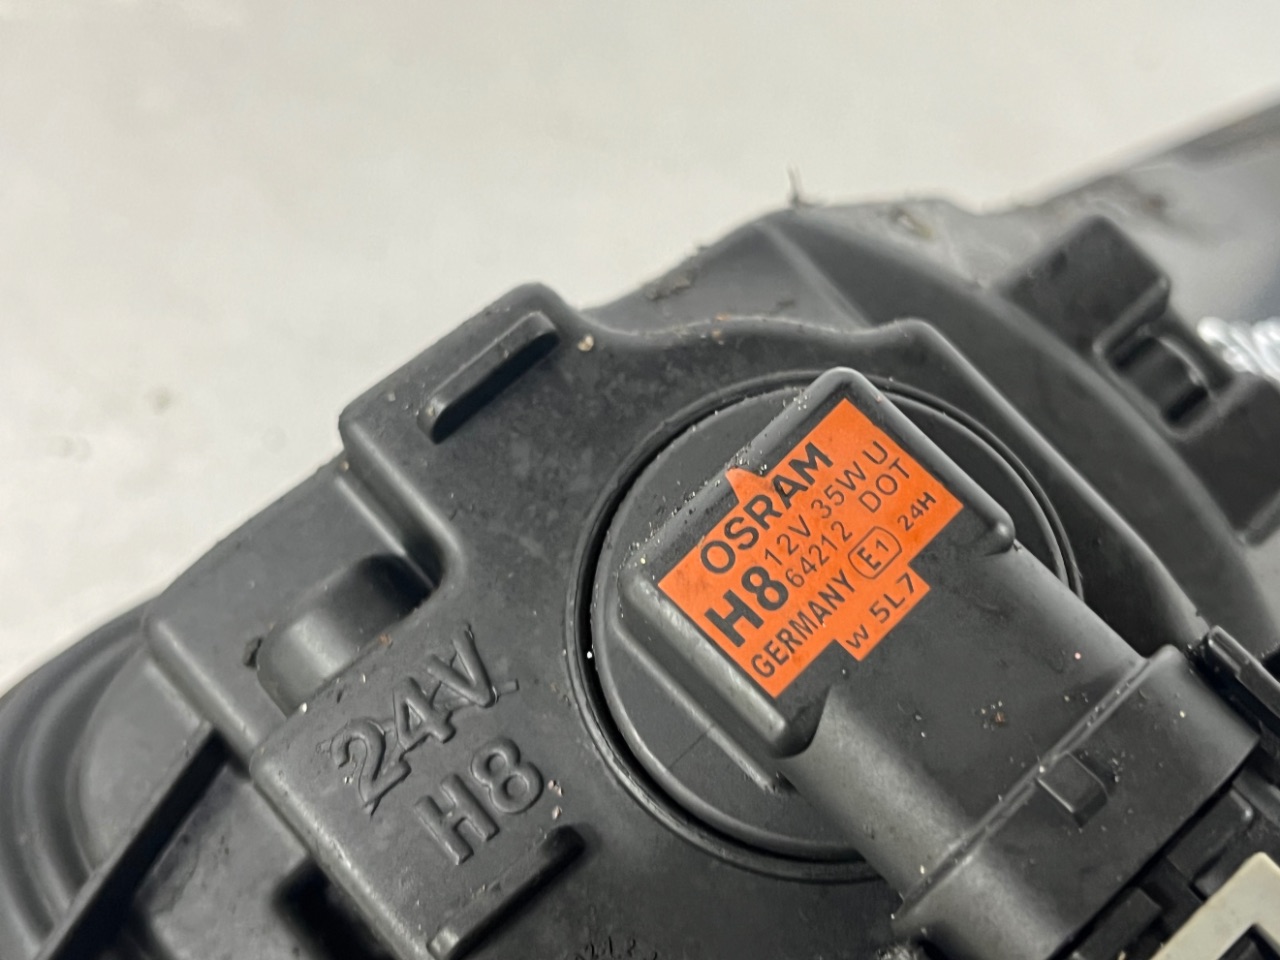 OSRAM
H8 12V 35W U
64212 DOT
GERMANY E1 24H
W 5L7
24V
H8